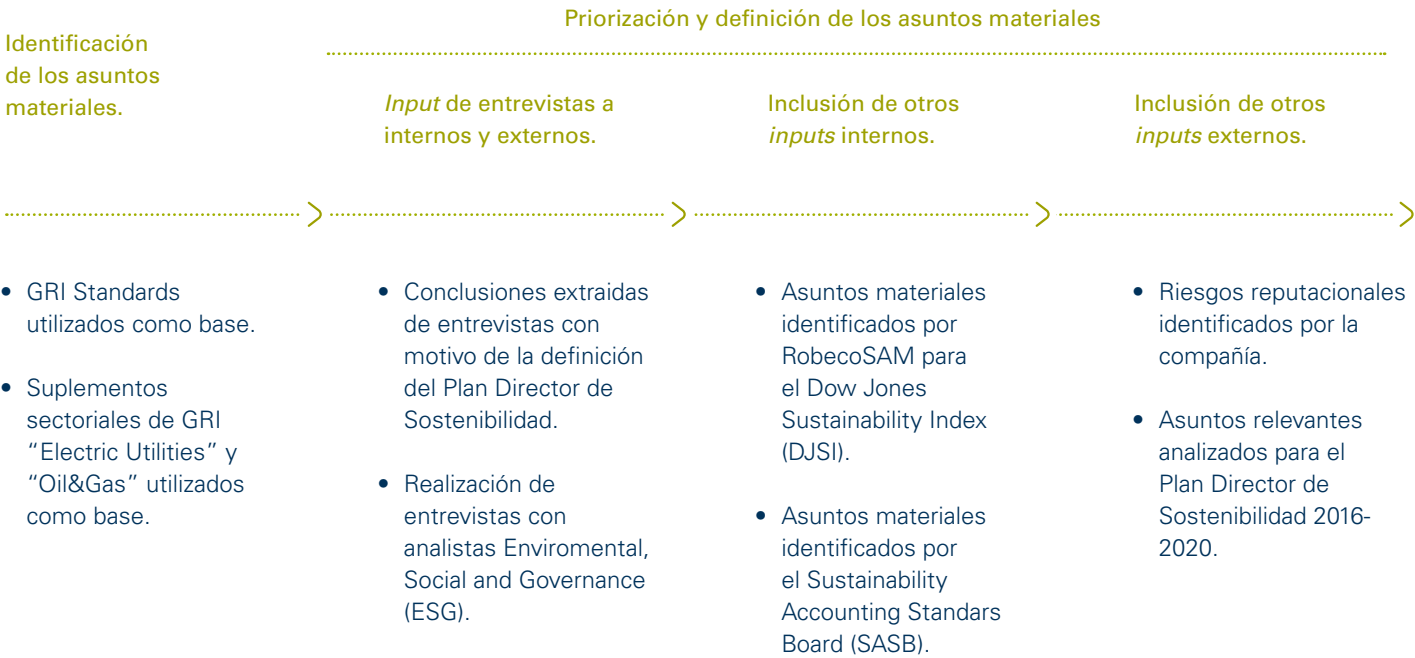 Priorización y definición de los asuntos materiales
Identificación
de los asuntos
materiales.
Input de entrevistas a
internos y externos.
Inclusión de otros
inputs internos.
Inclusión de otros
inputs externos.
• GRI Standards
utilizados como base.
• Suplementos
sectoriales de GRI
“Electric Utilities” y
“Oil&Gas” utilizados
como base.
• Conclusiones extraidas
de entrevistas con
motivo de la definición
del Plan Director de
Sostenibilidad.
• Realización de
entrevistas con
analistas Enviromental,
Social and Governance
(ESG).
• Asuntos materiales
identificados por
RobecoSAM para
el Dow Jones
Sustainability Index
(DJSI).
• Asuntos materiales
identificados por
el Sustainability
Accounting Standars
Board (SASB).
• Riesgos reputacionales
identificados por la
compañía.
• Asuntos relevantes
analizados para el
Plan Director de
Sostenibilidad 2016-
2020.